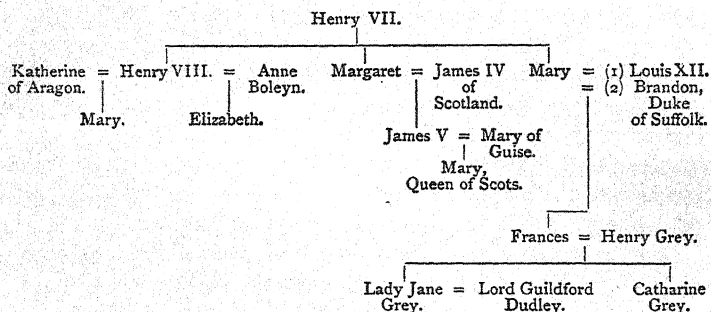 Henry VII.
Katherine = Henry VIII. = Anne Margaret = James IV Mary = (1) Louis XII.
of Aragon. Boleyn. of = (2) Brandon,
Mary. Elizabeth. Scotland. Duke
of Suffolk.
James V = Mary of
Guise.
Mary,
Queen of Scots.
Frances = Henry Grey.
Lady Jane = Lord Guildford Catharine
Grey. Dudley. Grey.